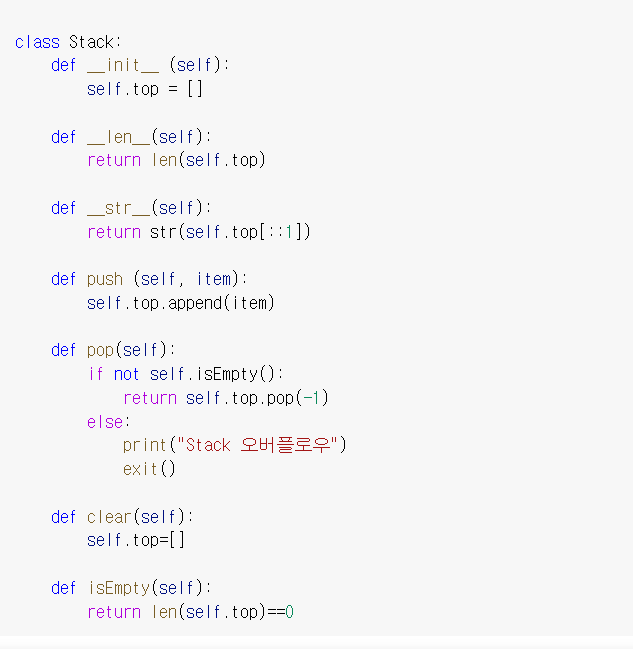 class Stack:
    def __init__ (self):
        self.top = []

    def __len__(self):
        return len(self.top)

    def __str__(self):
        return str(self.top[::1])

    def push (self, item):
        self.top.append(item)

    def pop(self):
        if not self.isEmpty():
            return self.top.pop(-1)
        else:
            print("Stack 오버플로우")
            exit()

    def clear(self):
        self.top=[]

    def isEmpty(self):
        return len(self.top)==0